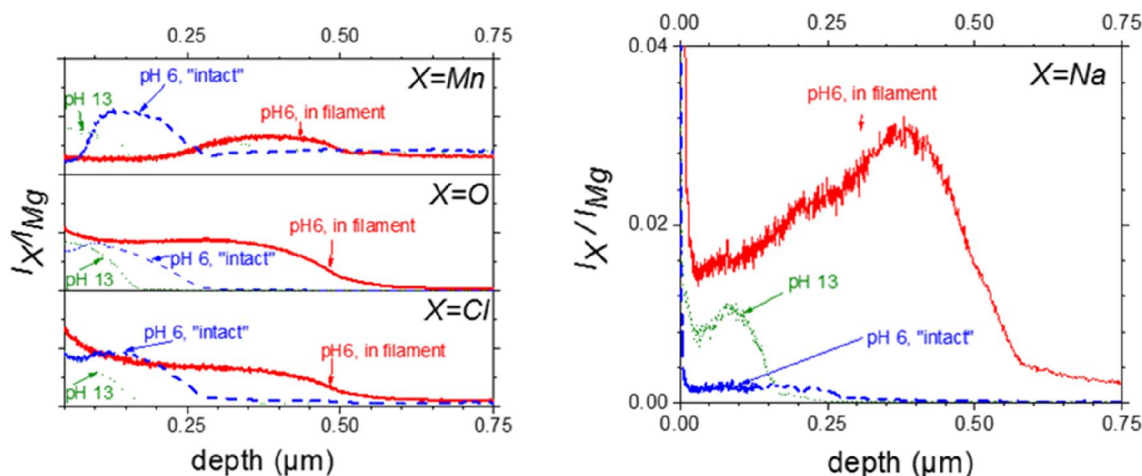 0.25 0.50 0.75
X=Mn
pH 6, "intact"
pH 13
pH6, in filament
X=O
pH6, in filament
pH 6, "intact"
pH 13
X=Cl
pH 6, "intact"
pH6, in filament
pH 13
I_X/I_Mg
0.25 0.50 0.75
depth (µm)
0.00 0.25 0.50 0.75
0.04
X=Na
pH6, in filament
0.02
pH 13
pH 6, "intact"
0.00
I_X / I_Mg
0.00 0.25 0.50 0.75
depth (µm)